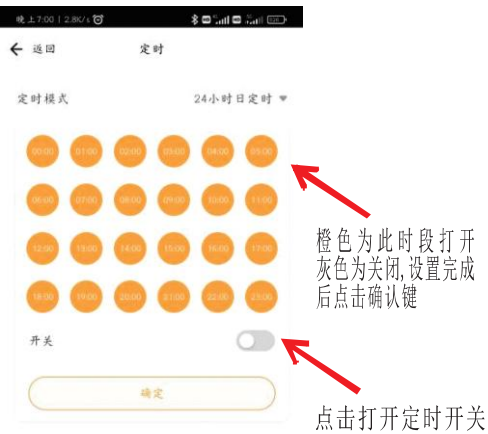 晚上7:00 | 2.8K/s
返回
定时
定时模式
24小时日定时
00:00 01:00 02:00 03:00 04:00 05:00
06:00 07:00 08:00 09:00 10:00 11:00
12:00 13:00 14:00 15:00 16:00 17:00
18:00 19:00 20:00 21:00 22:00 23:00
橙色为此时段打开
灰色为关闭,设置完成
后点击确认键
开关
确定
点击打开定时开关